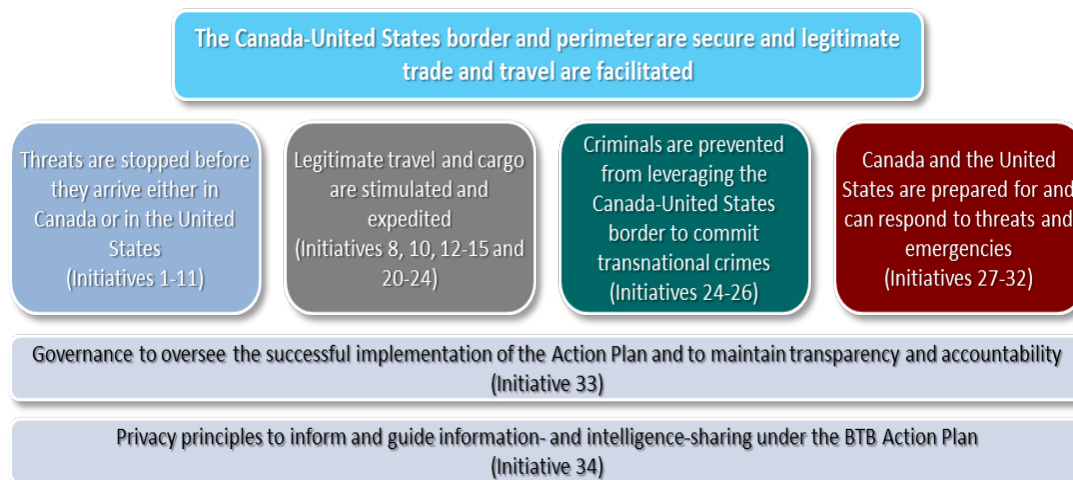 The Canada-United States border and perimeter are secure and legitimate
trade and travel are facilitated
Threats are stopped before
they arrive either in
Canada or in the United
States
(Initiatives 1-11)
Legitimate travel and cargo
are stimulated and
expedited
(Initiatives 8, 10, 12-15 and
20-24)
Criminals are prevented
from leveraging the
Canada-United States
border to commit
transnational crimes
(Initiatives 24-26)
Canada and the United
States are prepared for and
can respond to threats and
emergencies
(Initiatives 27-32)
Governance to oversee the successful implementation of the Action Plan and to maintain transparency and accountability
(Initiative 33)
Privacy principles to inform and guide information- and intelligence-sharing under the BTB Action Plan
(Initiative 34)